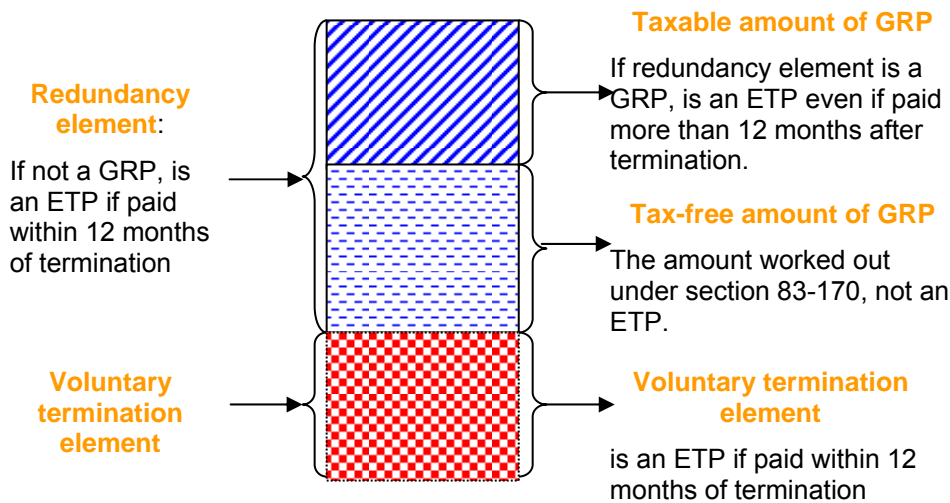 Redundancy
element:
If not a GRP, is
an ETP if paid
within 12 months
of termination
Voluntary
termination
element
Taxable amount of GRP
If redundancy element is a
GRP, is an ETP even if paid
more than 12 months after
termination.
Tax-free amount of GRP
The amount worked out
under section 83-170, not an
ETP.
Voluntary termination
element
is an ETP if paid within 12
months of termination